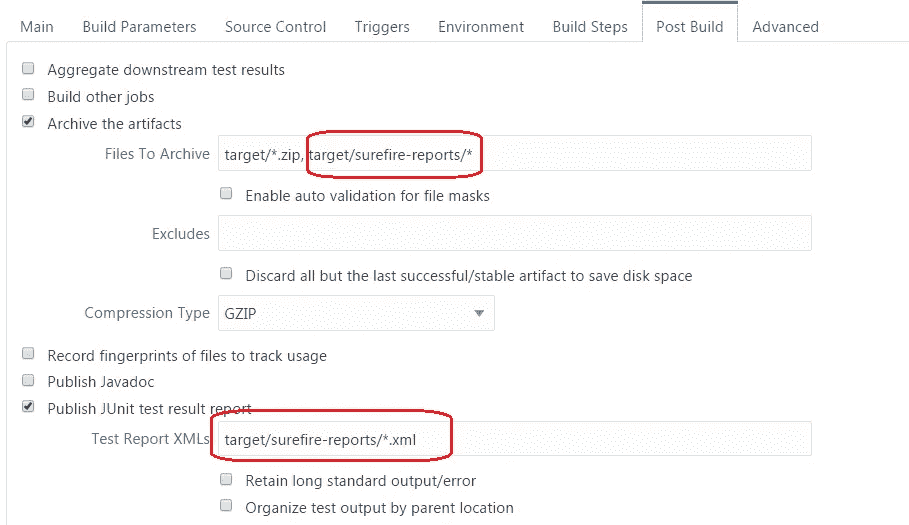 Main Build Parameters Source Control Triggers Environment Build Steps Post Build Advanced
Aggregate downstream test results
Build other jobs
Archive the artifacts
Files To Archive target/*.zip, target/surefire-reports/*
Enable auto validation for file masks
Excludes
Discard all but the last successful/stable artifact to save disk space
Compression Type GZIP
Record fingerprints of files to track usage
Publish Javadoc
Publish JUnit test result report
Test Report XMLs target/surefire-reports/*.xml
Retain long standard output/error
Organize test output by parent location